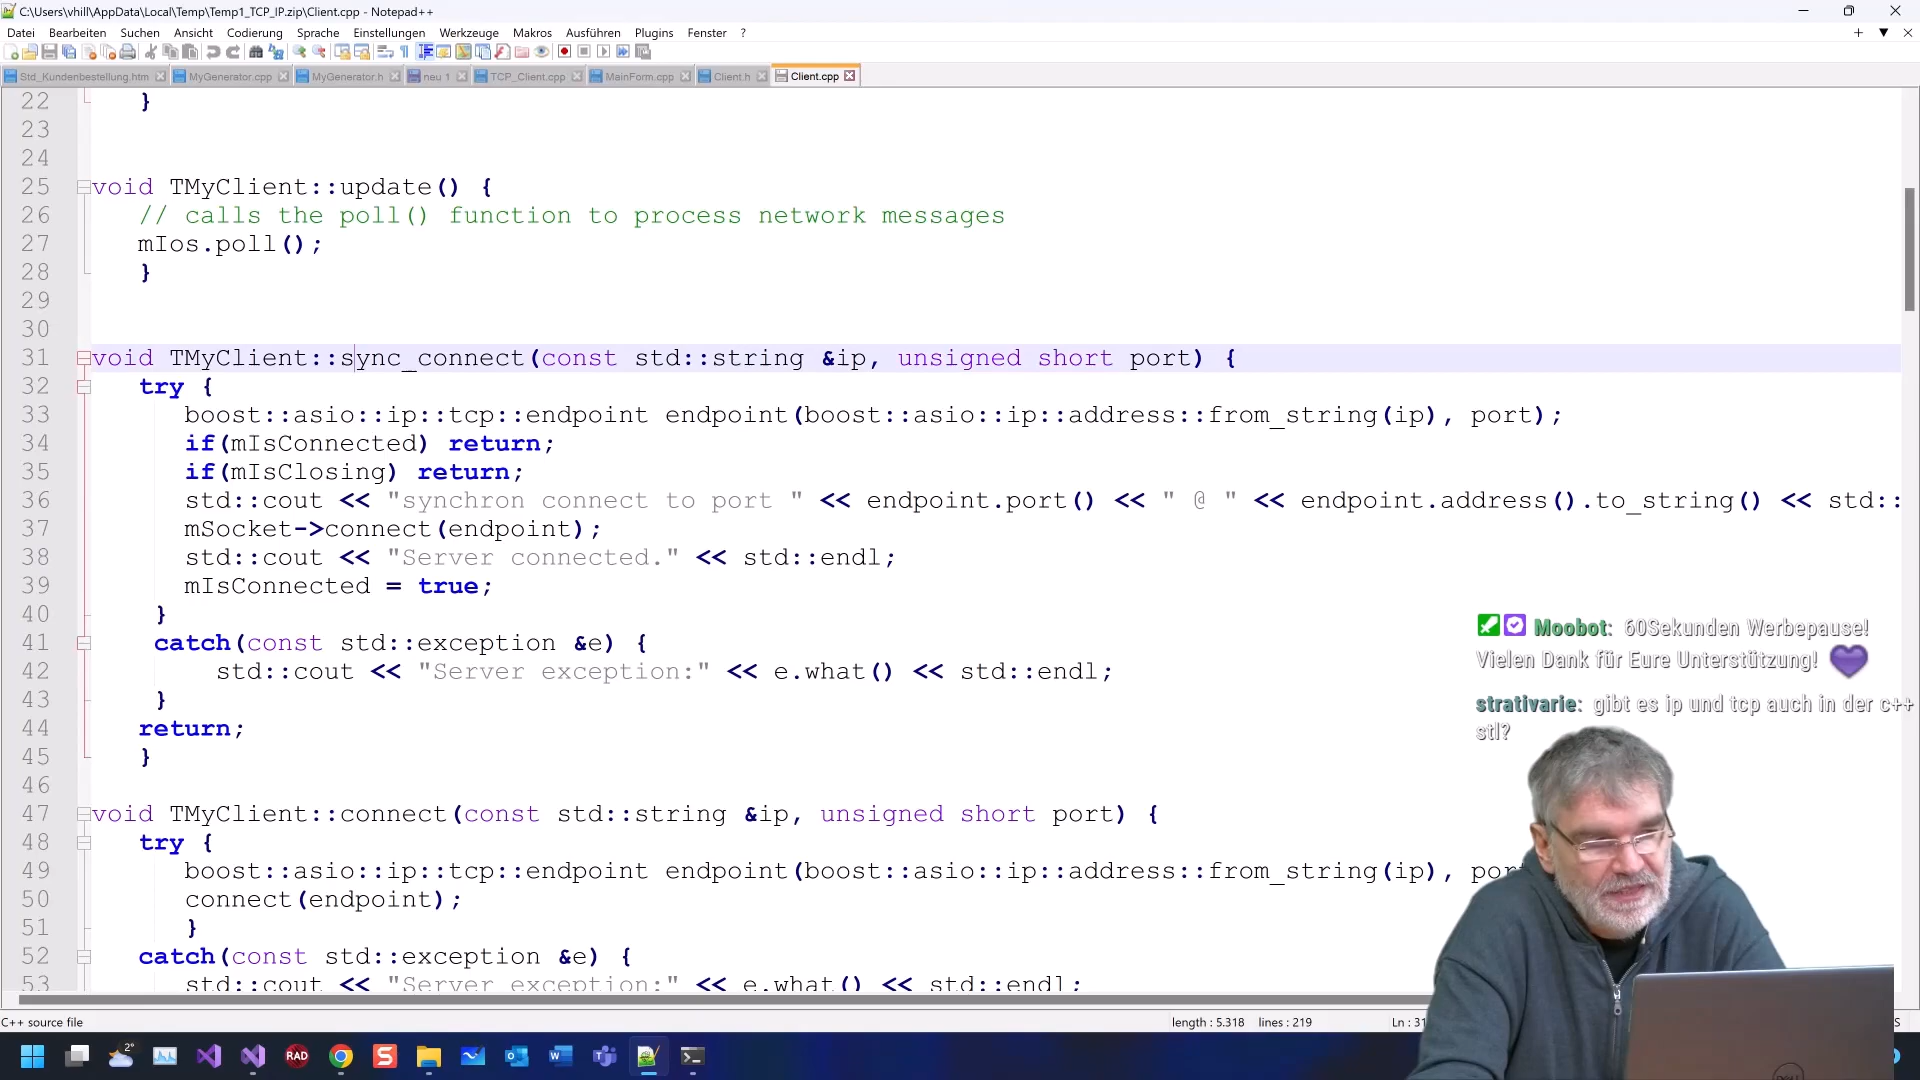 C:\Users\vhill\AppData\Local\Temp\Temp1_TCP_IP.zip\Client.cpp - Notepad++
Datei Bearbeiten Suchen Ansicht Codierung Sprache Einstellungen Werkzeuge Makros Ausführen Plugins Fenster ?
Std_Kundenbestellung.htm MyGenerator.cpp MyGenerator.h neu 1 TCP_Client.cpp MainForm.cpp Client.h Client.cpp
22 }
23
24
25 void TMyClient::update() {
26 // calls the poll() function to process network messages
27 mIos.poll();
28 }
29
30
31 void TMyClient::sync_connect(const std::string &ip, unsigned short port) {
32 try {
33 boost::asio::ip::tcp::endpoint endpoint(boost::asio::ip::address::from_string(ip), port);
34 if(mIsConnected) return;
35 if(mIsClosing) return;
36 std::cout << "synchron connect to port " << endpoint.port() << " @ " << endpoint.address().to_string() << std::
37 mSocket->connect(endpoint);
38 std::cout << "Server connected." << std::endl;
39 mIsConnected = true;
40 }
41 catch(const std::exception &e) {
42 std::cout << "Server exception:" << e.what() << std::endl;
43 }
44 return;
45 }
46
47 void TMyClient::connect(const std::string &ip, unsigned short port) {
48 try {
49 boost::asio::ip::tcp::endpoint endpoint(boost::asio::ip::address::from_string(ip), por
50 connect(endpoint);
51 }
52 catch(const std::exception &e) {
53 std::cout << "Server exception:" << e.what() << std::endl;
Moobot: 60Sekunden Werbepause!
Vielen Dank für Eure Unterstützung!
strativarie: gibt es ip und tcp auch in der c++
stl?
C++ source file length : 5.318 lines : 219 Ln : 31 S
2°
RAD
DELL